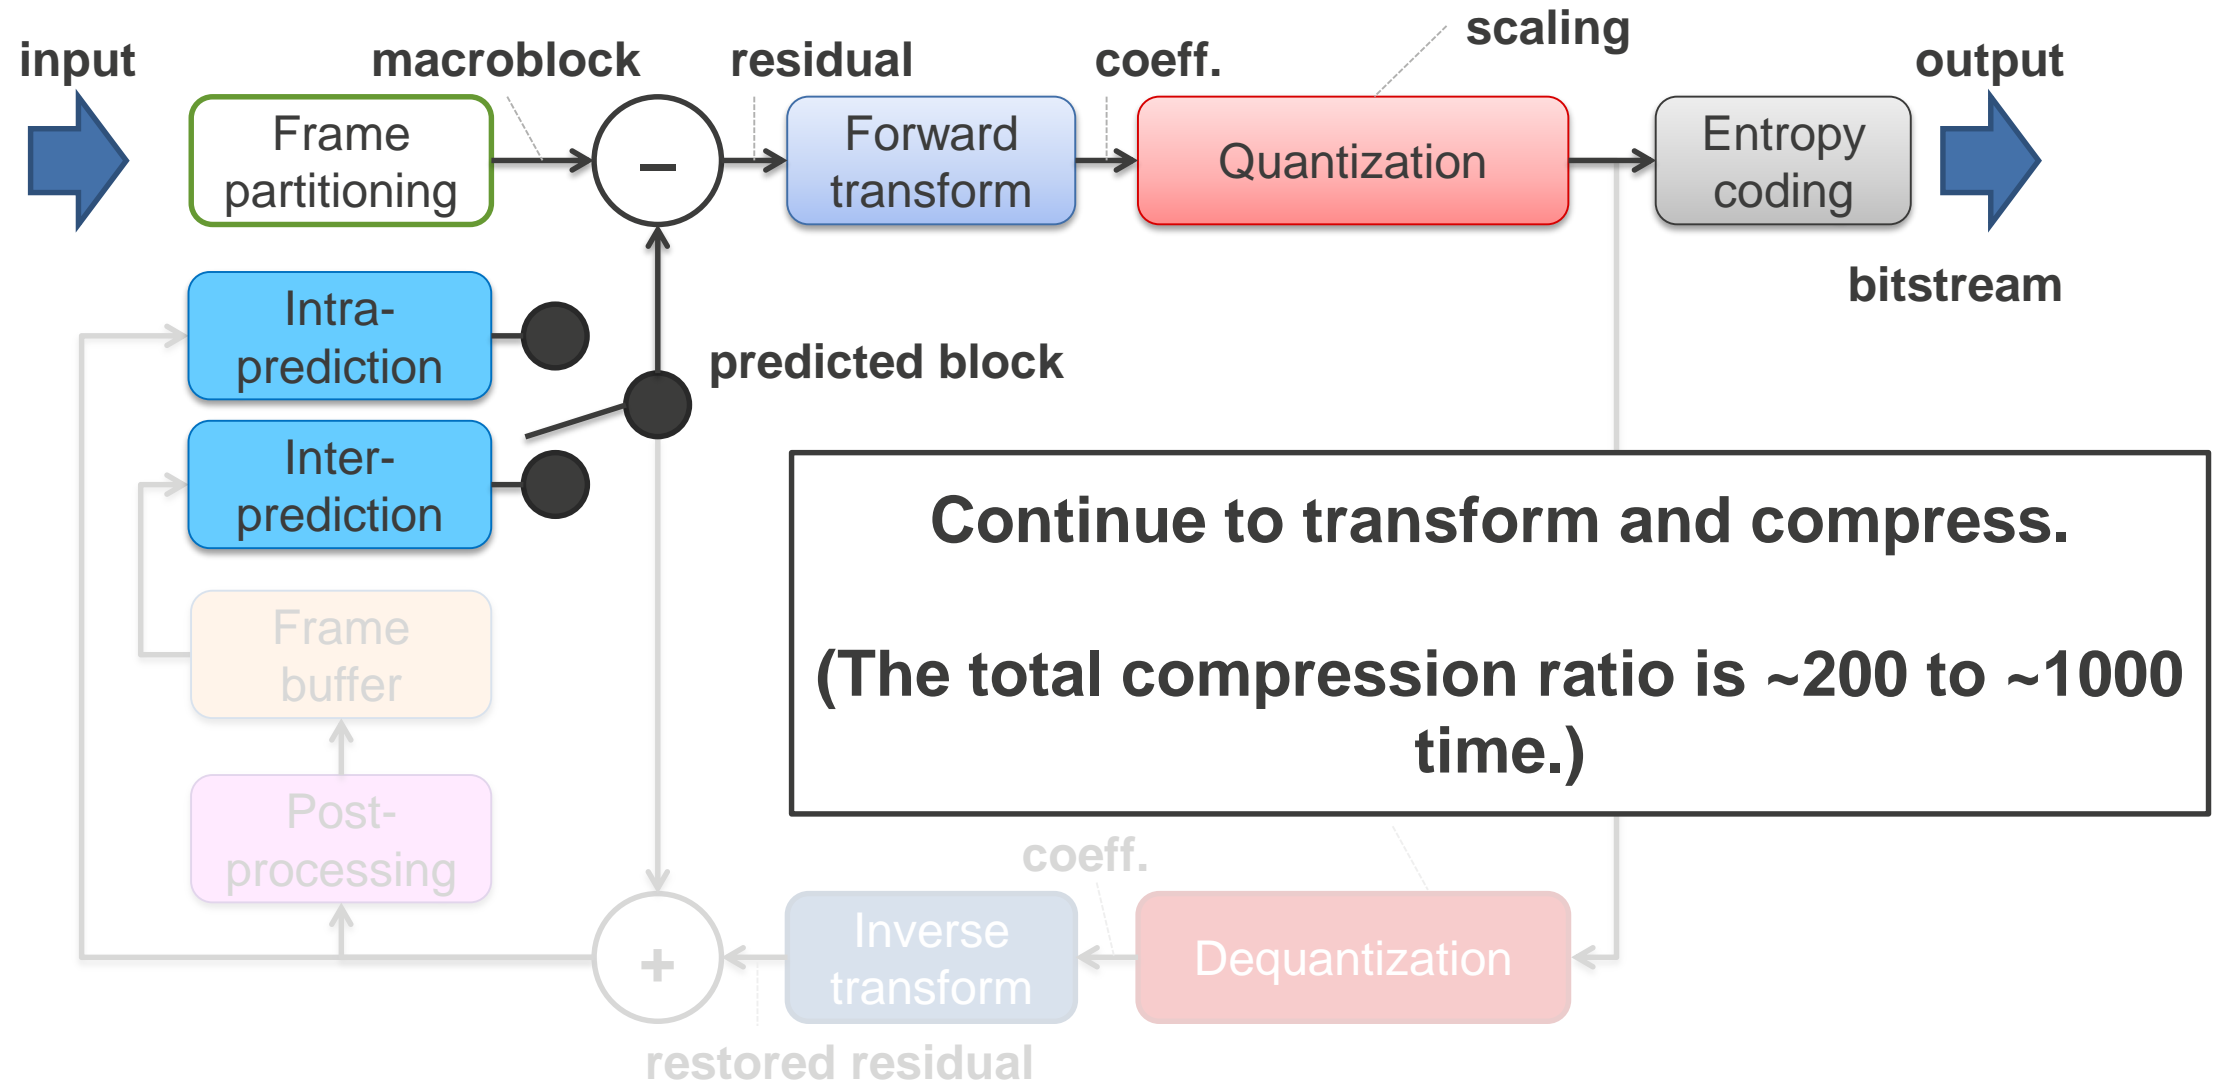 input
macroblock
residual
coeff.
scaling
output
Frame
partitioning
–
Forward
transform
Quantization
Entropy
coding
bitstream
Intra-
prediction
predicted block
Inter-
prediction
Continue to transform and compress.
(The total compression ratio is ~200 to ~1000
time.)
Frame
buffer
Post-
processing
coeff.
+
Inverse
transform
Dequantization
restored residual